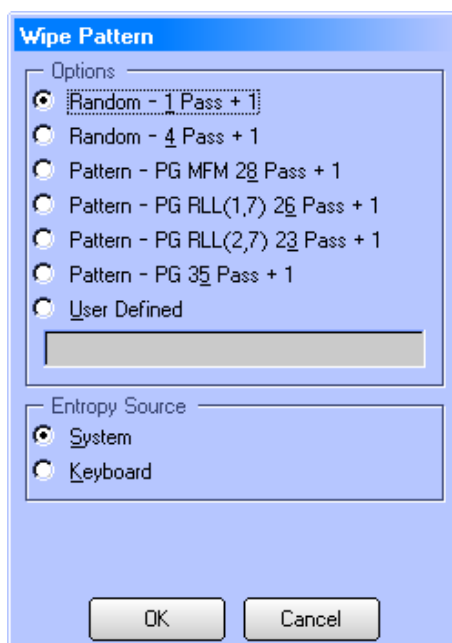 Wipe Pattern
Options
Random - 1 Pass + 1
Random - 4 Pass + 1
Pattern - PG MFM 28 Pass + 1
Pattern - PG RLL(1,7) 26 Pass + 1
Pattern - PG RLL(2,7) 23 Pass + 1
Pattern - PG 35 Pass + 1
User Defined
Entropy Source
System
Keyboard
OK Cancel